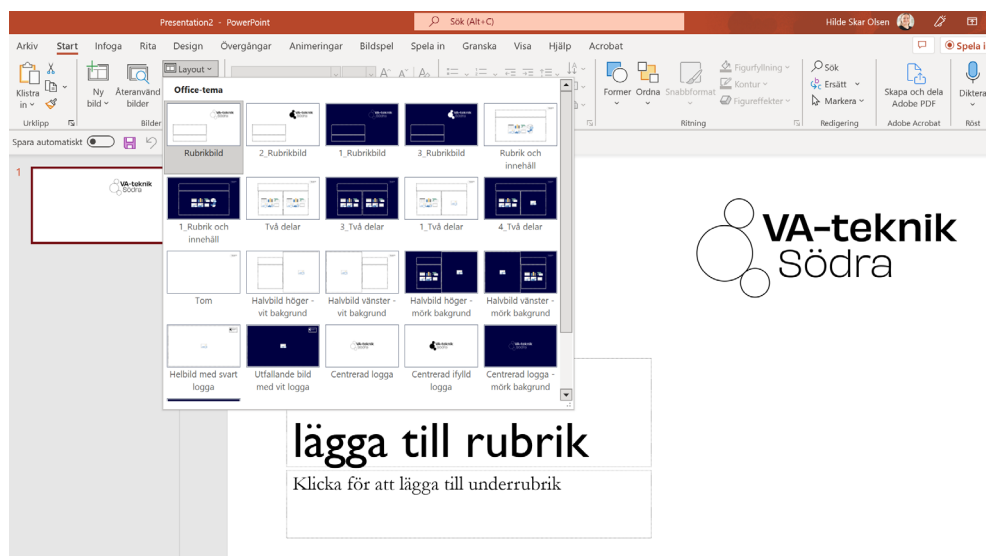 Presentation2 - PowerPoint
Sök (Alt+C)
Hilde Skar Olsen
Arkiv Start Infoga Rita Design Övergångar Animeringar Bildspel Spela in Granska Visa Hjälp Acrobat
Spela i
Klistra in
Ny bild
Återanvänd bilder
Layout
Former
Ordna
Snabbformat
Figurfyllning
Kontur
Figureffekter
Sök
Ersätt
Markera
Skapa och dela Adobe PDF
Diktera
Urklipp
Bilder
Ritning
Redigering
Adobe Acrobat
Röst
Spara automatiskt
Office-tema
Rubrikbild
2_Rubrikbild
1_Rubrikbild
3_Rubrikbild
Rubrik och
innehåll
1_Rubrik och
innehåll
Två delar
3_Två delar
1_Två delar
4_Två delar
Tom
Halvbild höger -
vit bakgrund
Halvbild vänster -
vit bakgrund
Halvbild höger -
mörk bakgrund
Halvbild vänster -
mörk bakgrund
Helbild med svart
logga
Utfallande bild
med vit logga
Centrerad logga
Centrerad ifylld
logga
Centrerad logga -
mörk bakgrund
1
VA-teknik
Södra
VA-teknik
Södra
lägga till rubrik
Klicka för att lägga till underrubrik